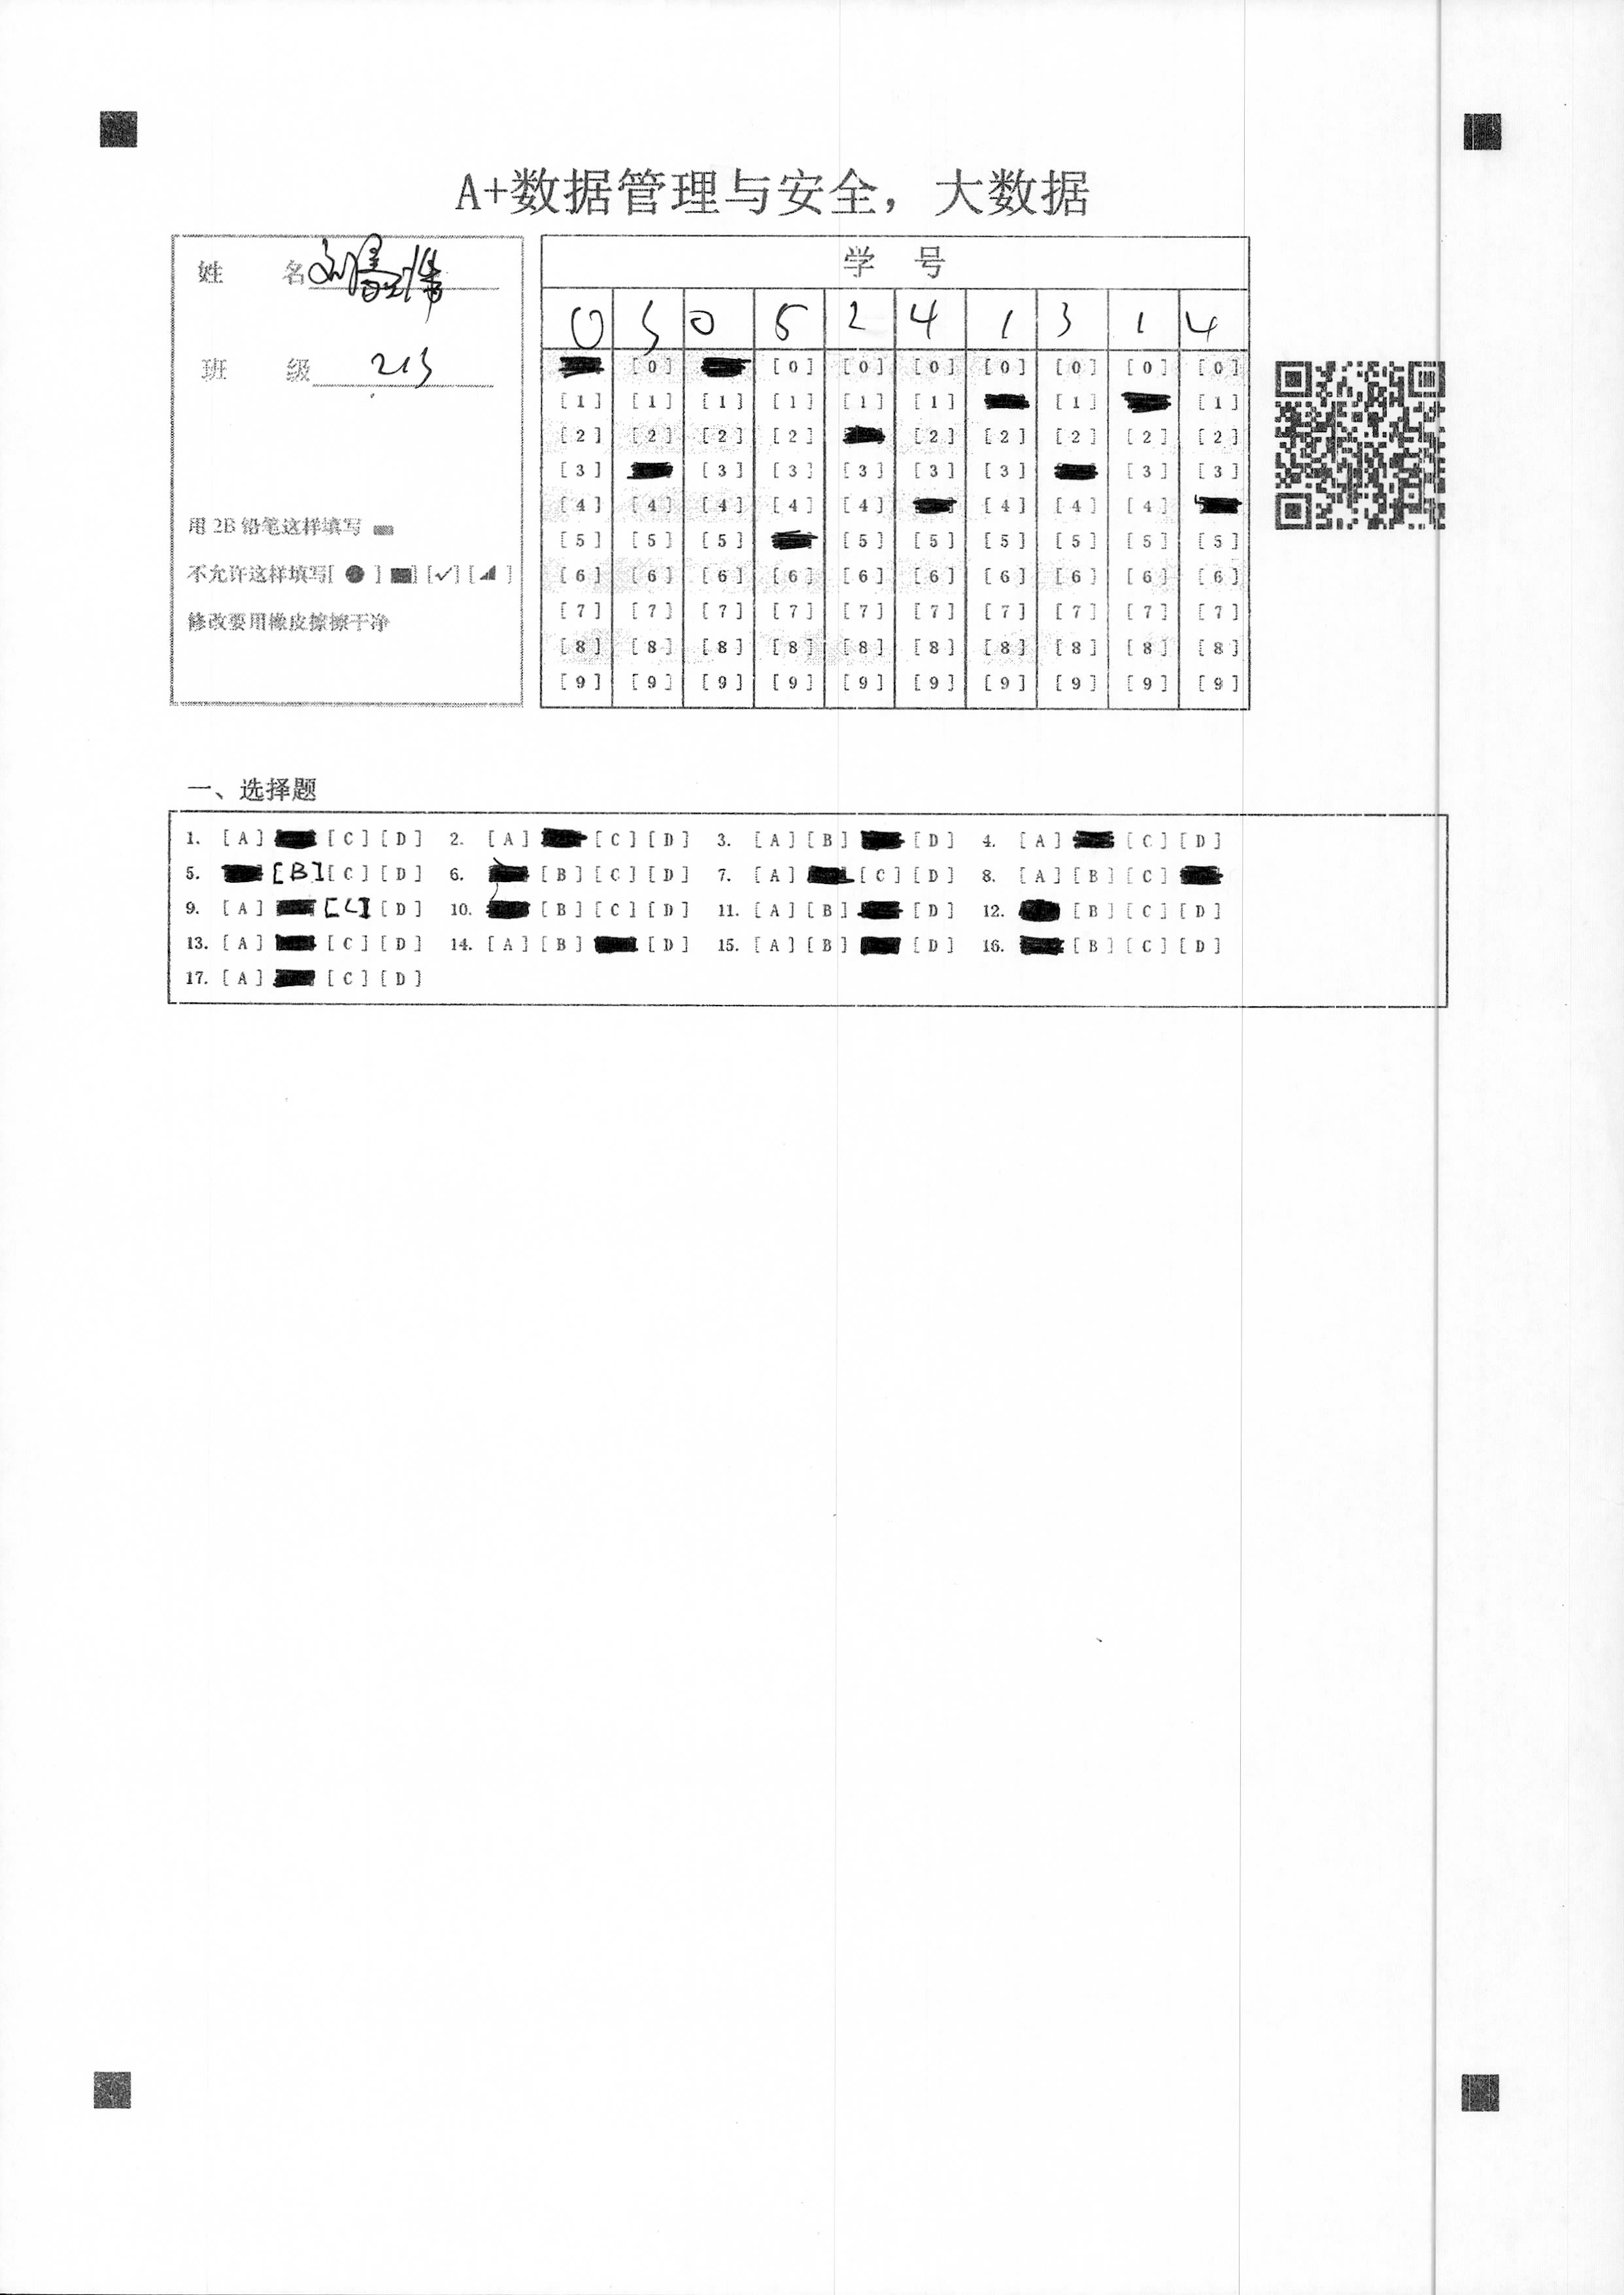 A+数据管理与安全，大数据
姓 名
班 级 213
用 2B 铅笔这样填写
不允许这样填写[ ● ] [■] [✓] [◢ ]
修改要用橡皮擦擦干净
学 号
0 3 0 5 2 4 1 3 1 4
[0] [0] [0] [0] [0] [0] [0] [0]
[1] [1] [1] [1] [1] [1] [1] [1]
[2] [2] [2] [2] [2] [2] [2] [2] [2]
[3] [3] [3] [3] [3] [3] [3] [3]
[4] [4] [4] [4] [4] [4] [4] [4]
[5] [5] [5] [5] [5] [5] [5] [5] [5]
[6] [6] [6] [6] [6] [6] [6] [6] [6] [6]
[7] [7] [7] [7] [7] [7] [7] [7] [7] [7]
[8] [8] [8] [8] [8] [8] [8] [8] [8] [8]
[9] [9] [9] [9] [9] [9] [9] [9] [9] [9]
一、选择题
1. [A] [C] [D] 2. [A] [C] [D] 3. [A] [B] [D] 4. [A] [C] [D]
5. [B] [C] [D] 6. [B] [C] [D] 7. [A] [C] [D] 8. [A] [B] [C]
9. [A] [C] [D] 10. [B] [C] [D] 11. [A] [B] [D] 12. [B] [C] [D]
13. [A] [C] [D] 14. [A] [B] [D] 15. [A] [B] [D] 16. [B] [C] [D]
17. [A] [C] [D]